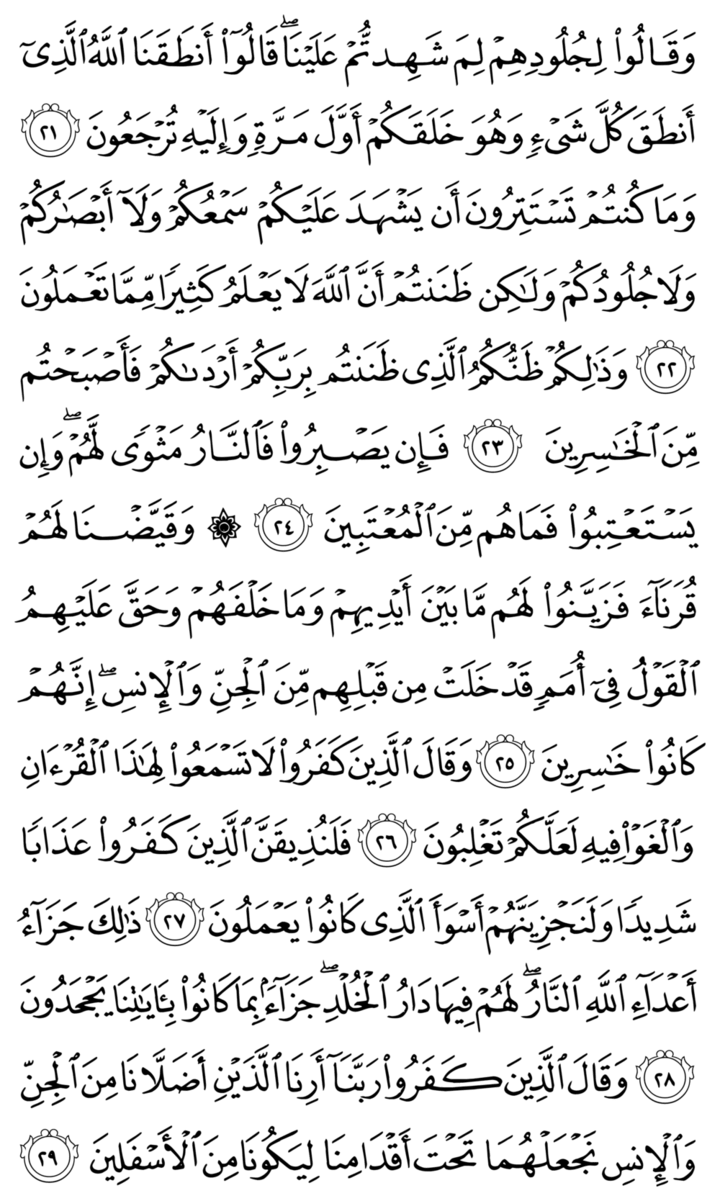 وَقَالُوا۟ لِجُلُودِهِمْ لِمَ شَهِدتُّمْ عَلَيْنَا ۖ قَالُوٓا۟ أَنطَقَنَا ٱللَّهُ ٱلَّذِىٓ
أَنطَقَ كُلَّ شَىْءٍ وَهُوَ خَلَقَكُمْ أَوَّلَ مَرَّةٍ وَإِلَيْهِ تُرْجَعُونَ ٢١
وَمَا كُنتُمْ تَسْتَتِرُونَ أَن يَشْهَدَ عَلَيْكُمْ سَمْعُكُمْ وَلَآ أَبْصَـٰرُكُمْ
وَلَا جُلُودُكُمْ وَلَـٰكِن ظَنَنتُمْ أَنَّ ٱللَّهَ لَا يَعْلَمُ كَثِيرًا مِّمَّا تَعْمَلُونَ
٢٢ وَذَٰلِكُمْ ظَنُّكُمُ ٱلَّذِى ظَنَنتُم بِرَبِّكُمْ أَرْدَىٰكُمْ فَأَصْبَحْتُم
مِّنَ ٱلْخَـٰسِرِينَ ٢٣ فَإِن يَصْبِرُوا۟ فَٱلنَّارُ مَثْوًى لَّهُمْ ۖ وَإِن
يَسْتَعْتِبُوا۟ فَمَا هُم مِّنَ ٱلْمُعْتَبِينَ ٢٤ ۞ وَقَيَّضْنَا لَهُمْ
قُرَنَآءَ فَزَيَّنُوا۟ لَهُم مَّا بَيْنَ أَيْدِيهِمْ وَمَا خَلْفَهُمْ وَحَقَّ عَلَيْهِمُ
ٱلْقَوْلُ فِىٓ أُمَمٍ قَدْ خَلَتْ مِن قَبْلِهِم مِّنَ ٱلْجِنِّ وَٱلْإِنسِ ۖ إِنَّهُمْ
كَانُوا۟ خَـٰسِرِينَ ٢٥ وَقَالَ ٱلَّذِينَ كَفَرُوا۟ لَا تَسْمَعُوا۟ لِهَـٰذَا ٱلْقُرْءَانِ
وَٱلْغَوْا۟ فِيهِ لَعَلَّكُمْ تَغْلِبُونَ ٢٦ فَلَنُذِيقَنَّ ٱلَّذِينَ كَفَرُوا۟ عَذَابًا
شَدِيدًا وَلَنَجْزِيَنَّهُمْ أَسْوَأَ ٱلَّذِى كَانُوا۟ يَعْمَلُونَ ٢٧ ذَٰلِكَ جَزَآءُ
أَعْدَآءِ ٱللَّهِ ٱلنَّارُ ۖ لَهُمْ فِيهَا دَارُ ٱلْخُلْدِ ۖ جَزَآءًۢ بِمَا كَانُوا۟ بِـَٔايَـٰتِنَا يَجْحَدُونَ
٢٨ وَقَالَ ٱلَّذِينَ كَفَرُوا۟ رَبَّنَآ أَرِنَا ٱلَّذَيْنِ أَضَلَّانَا مِنَ ٱلْجِنِّ
وَٱلْإِنسِ نَجْعَلْهُمَا تَحْتَ أَقْدَامِنَا لِيَكُونَا مِنَ ٱلْأَسْفَلِينَ ٢٩